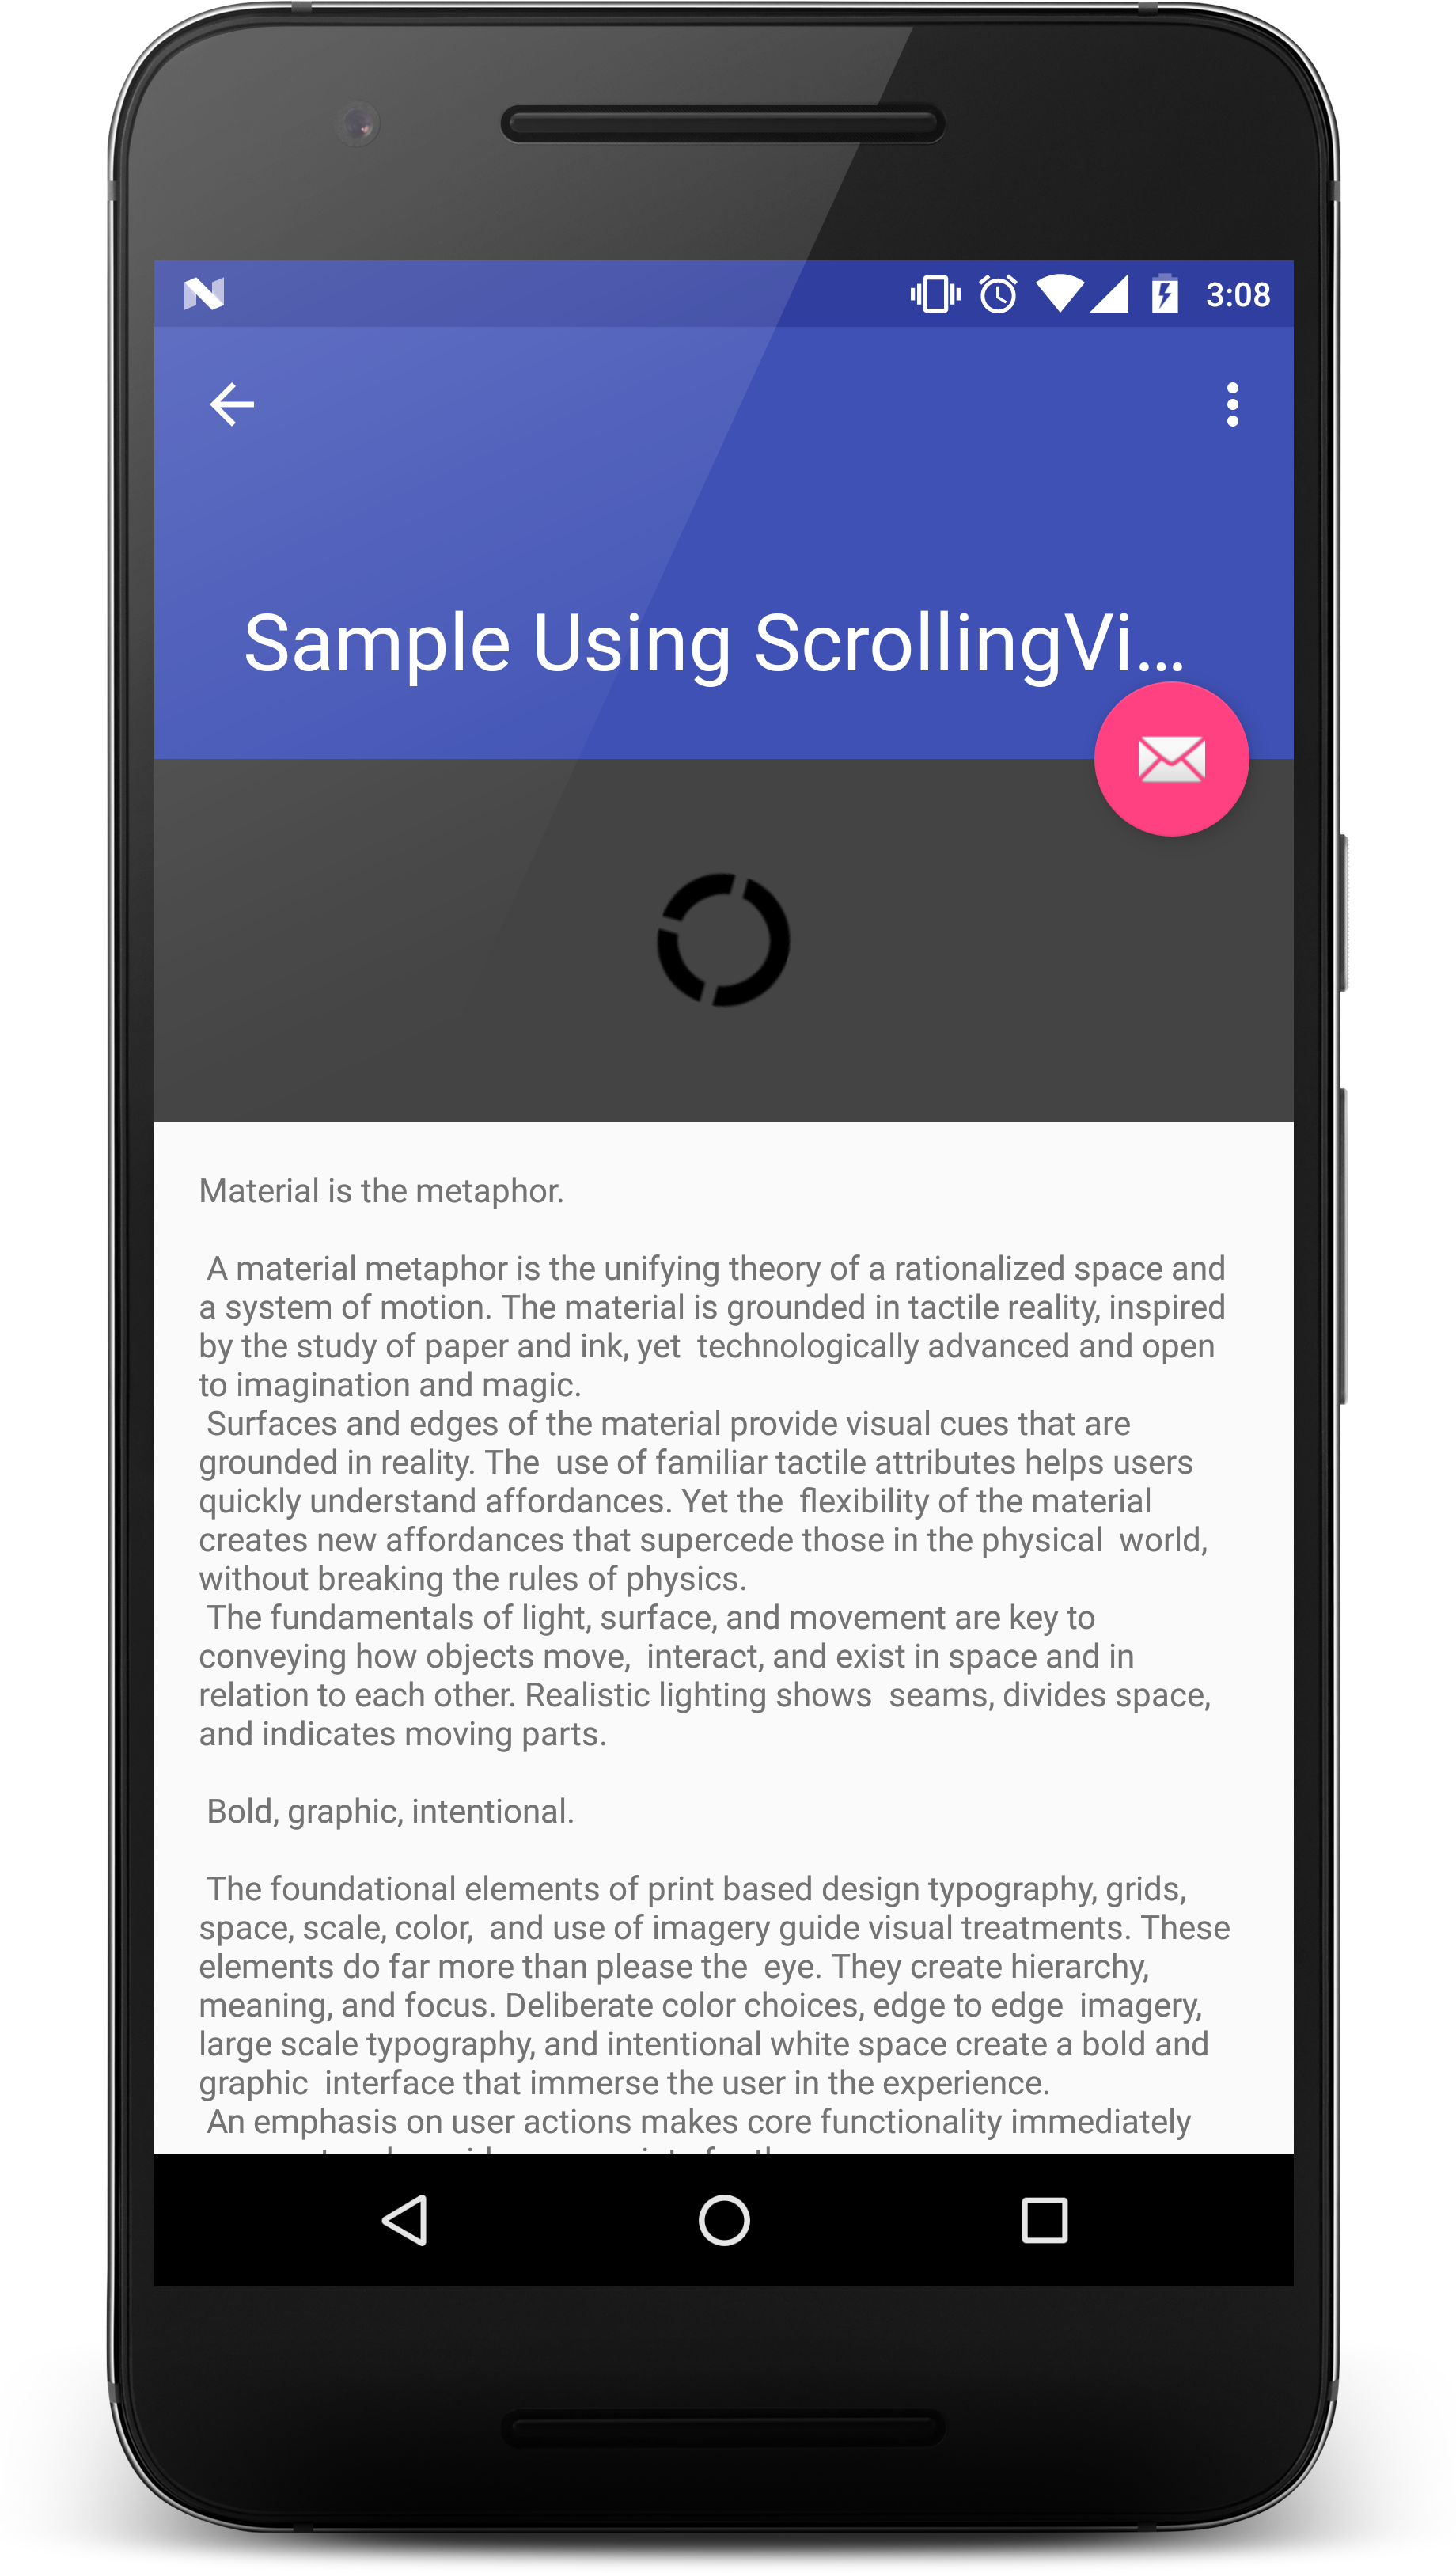 3:08
Sample Using ScrollingVi...
Material is the metaphor.
A material metaphor is the unifying theory of a rationalized space and
a system of motion. The material is grounded in tactile reality, inspired
by the study of paper and ink, yet  technologically advanced and open
to imagination and magic.
Surfaces and edges of the material provide visual cues that are
grounded in reality. The  use of familiar tactile attributes helps users
quickly understand affordances. Yet the  flexibility of the material
creates new affordances that supercede those in the physical  world,
without breaking the rules of physics.
The fundamentals of light, surface, and movement are key to
conveying how objects move,  interact, and exist in space and in
relation to each other. Realistic lighting shows  seams, divides space,
and indicates moving parts.
Bold, graphic, intentional.
The foundational elements of print based design typography, grids,
space, scale, color,  and use of imagery guide visual treatments. These
elements do far more than please the  eye. They create hierarchy,
meaning, and focus. Deliberate color choices, edge to edge  imagery,
large scale typography, and intentional white space create a bold and
graphic  interface that immerse the user in the experience.
An emphasis on user actions makes core functionality immediately